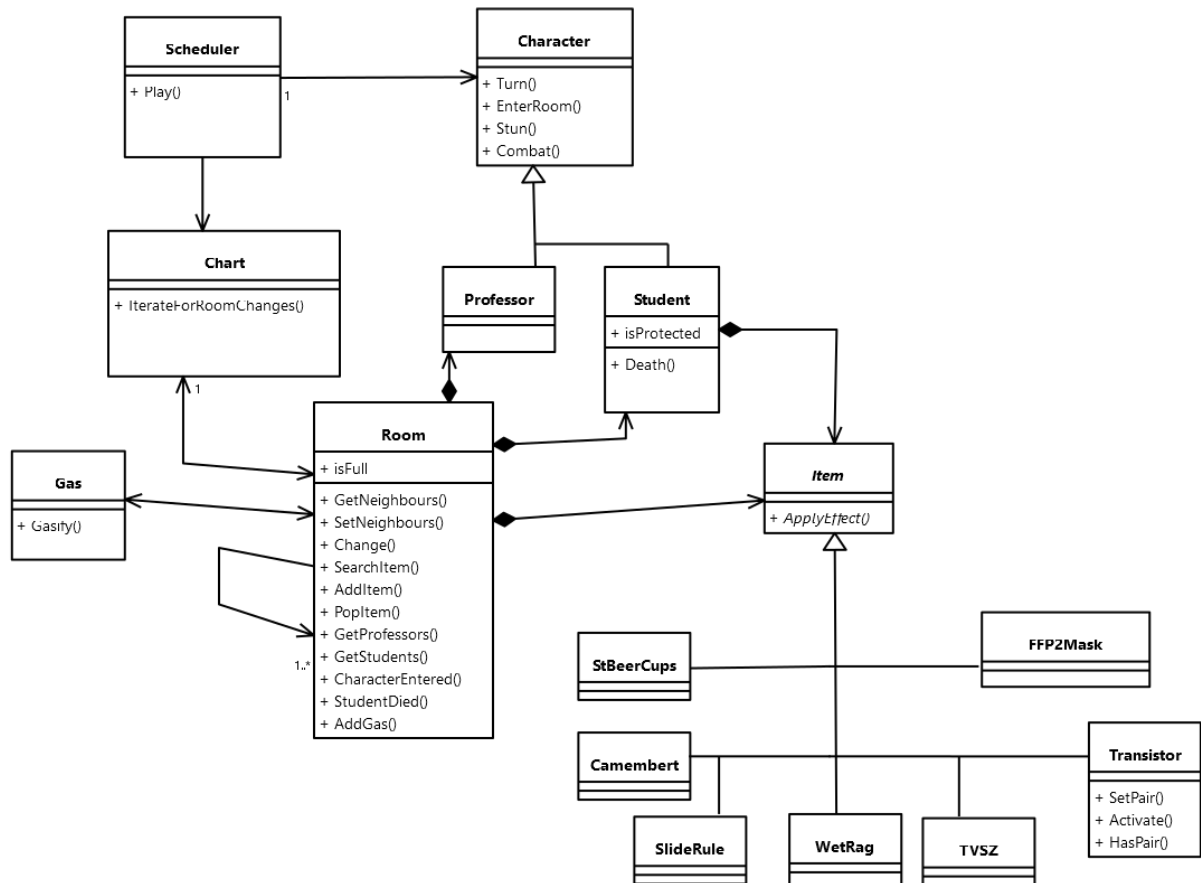 Scheduler
+ Play()
1
Character
+ Turn()
+ EnterRoom()
+ Stun()
+ Combat()
Chart
+ IterateForRoomChanges()
1
Professor
Student
+ isProtected
+ Death()
Room
+ isFull
+ GetNeighbours()
+ SetNeighbours()
+ Change()
+ SearchItem()
+ AddItem()
+ PopItem()
+ GetProfessors()
+ GetStudents()
+ CharacterEntered()
+ StudentDied()
+ AddGas()
1..*
Gas
+ Gasify()
Item
+ ApplyEffect()
StBeerCups
FFP2Mask
Camembert
Transistor
+ SetPair()
+ Activate()
+ HasPair()
SlideRule
WetRag
TVSZ